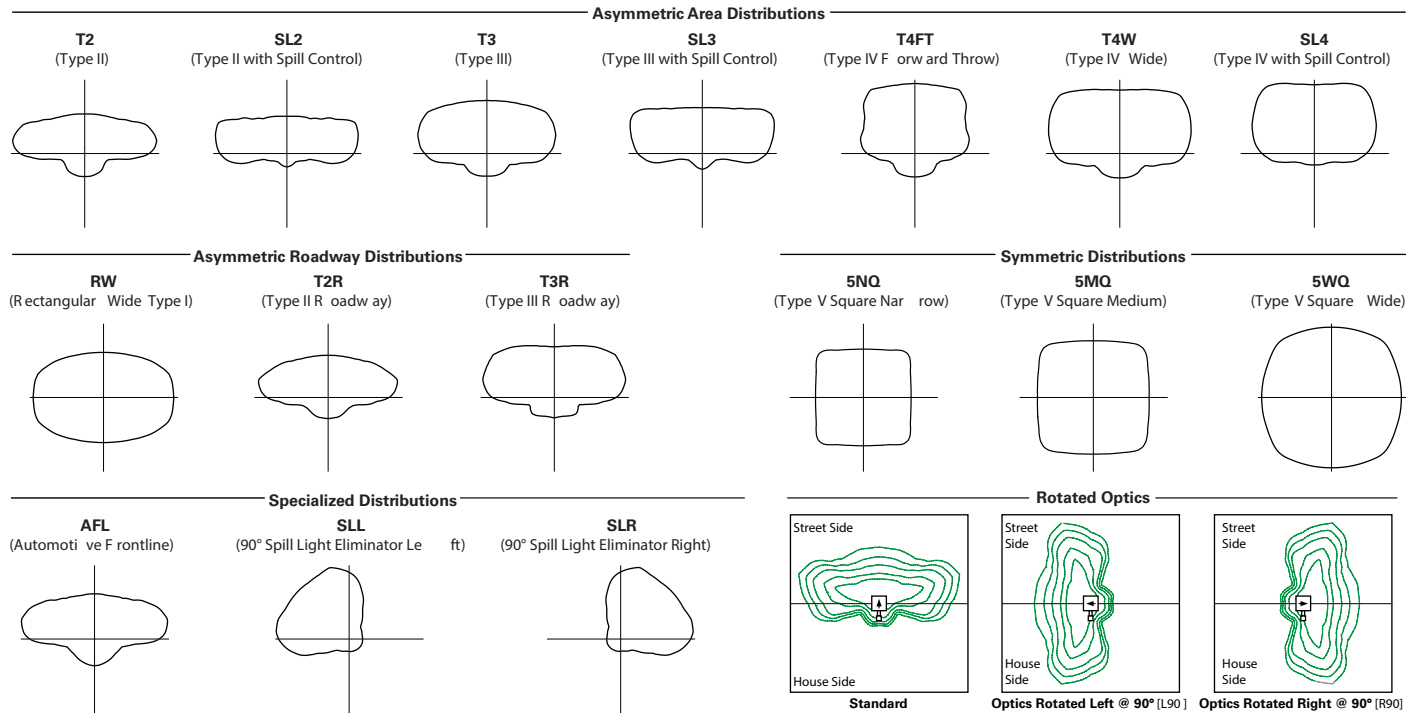 Asymmetric Area Distributions
T2 SL2 T3 SL3 T4FT T4W SL4
(Type II) (Type II with Spill Control) (Type III) (Type III with Spill Control) (Type IV F orw ard Throw) (Type IV Wide) (Type IV with Spill Control)
Asymmetric Roadway Distributions Symmetric Distributions
RW T2R T3R 5NQ 5MQ 5WQ
(R ectangular Wide Type I) (Type II R oadw ay) (Type III R oadw ay) (Type V Square Nar row) (Type V Square Medium) (Type V Square Wide)
Specialized Distributions Rotated Optics
AFL SLL SLR
(Automoti ve F rontline) (90° Spill Light Eliminator Le ft) (90° Spill Light Eliminator Right)
Street Side
Street
Side
Street
Side
House Side
House
Side
House
Side
Standard Optics Rotated Left @ 90° [L90 ] Optics Rotated Right @ 90° [R90]